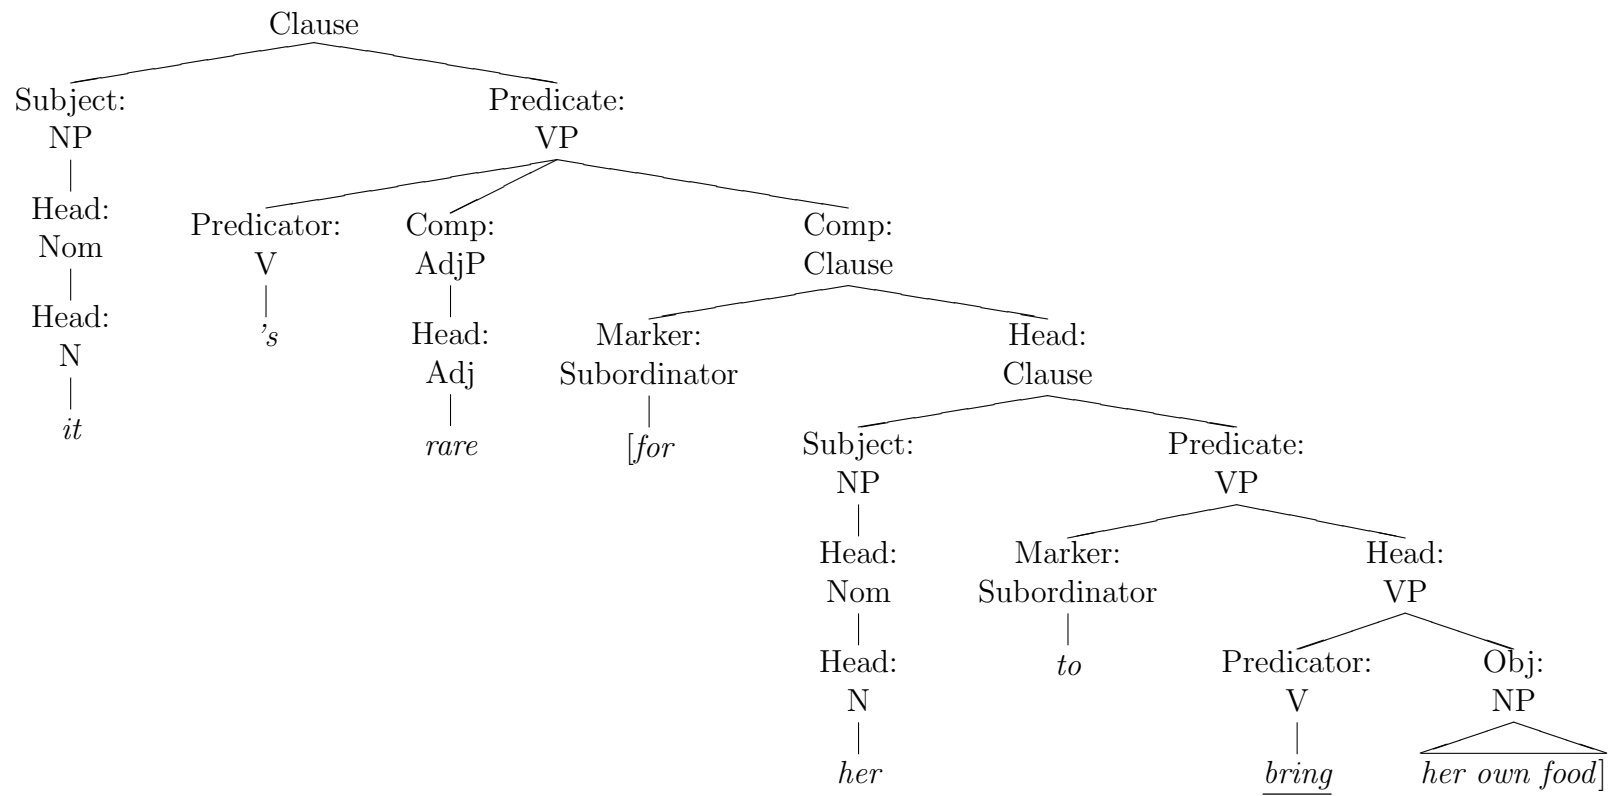 Clause
Subject: Predicate:
NP VP
Head: Predicator: Comp: Comp:
Nom V AdjP Clause
Head: 's Head: Marker: Head:
N Adj Subordinator Clause
it rare [for Subject: Predicate:
NP VP
Head: Marker: Head:
Nom Subordinator VP
Head: to Predicator: Obj:
N V NP
her bring her own food]